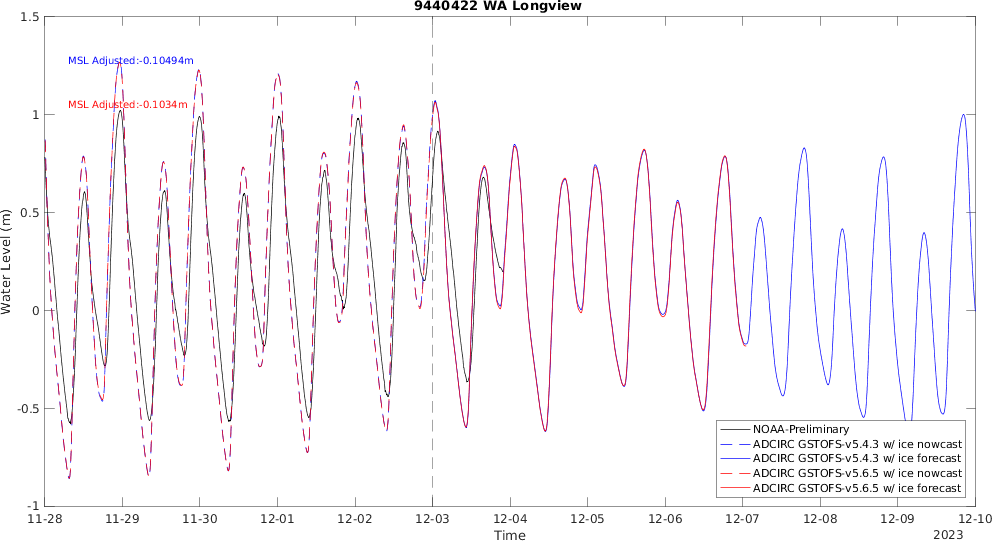 9440422 WA Longview
1.5
MSL Adjusted:-0.10494m
MSL Adjusted:-0.1034m
1
0.5
0
-0.5
-1
Water Level (m)
NOAA-Preliminary
ADCIRC GSTOFS-v5.4.3 w/ ice nowcast
ADCIRC GSTOFS-v5.4.3 w/ ice forecast
ADCIRC GSTOFS-v5.6.5 w/ ice nowcast
ADCIRC GSTOFS-v5.6.5 w/ ice forecast
11-28 11-29 11-30 12-01 12-02 12-03 12-04 12-05 12-06 12-07 12-08 12-09 12-10
Time
2023